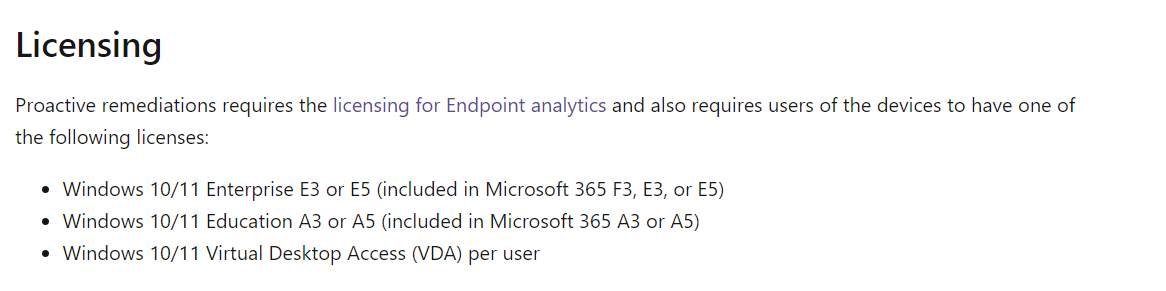 Licensing
Proactive remediations requires the licensing for Endpoint analytics and also requires users of the devices to have one of
the following licenses:
• Windows 10/11 Enterprise E3 or E5 (included in Microsoft 365 F3, E3, or E5)
• Windows 10/11 Education A3 or A5 (included in Microsoft 365 A3 or A5)
• Windows 10/11 Virtual Desktop Access (VDA) per user